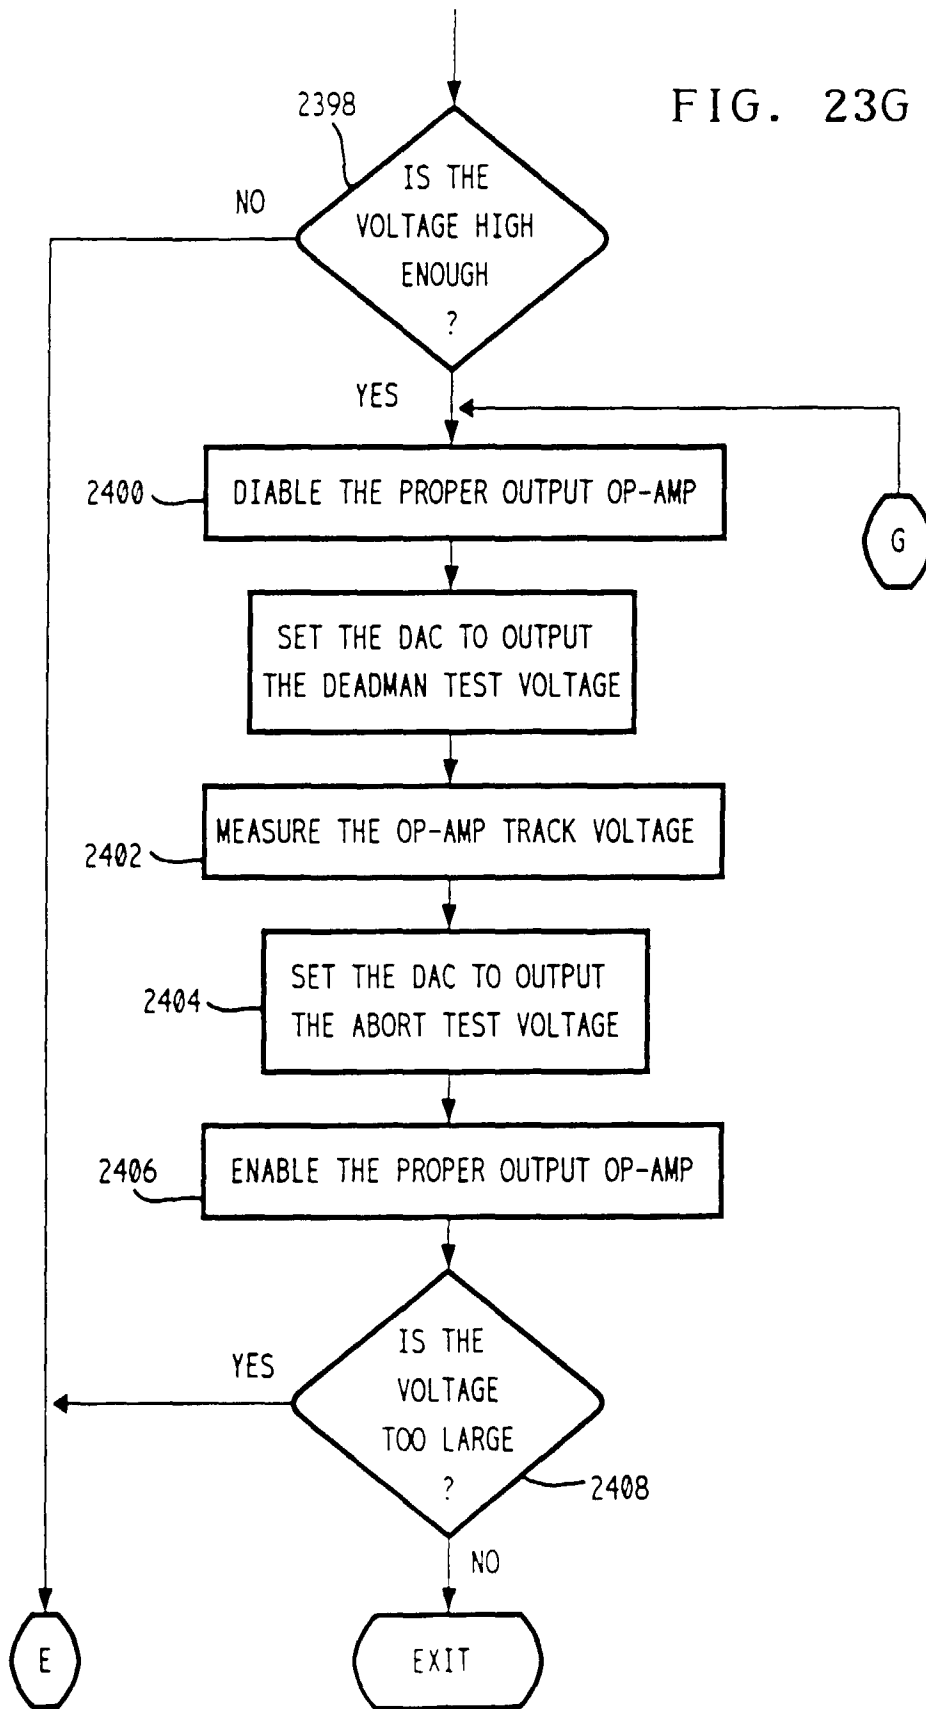 FIG. 23G
2398
IS THE
VOLTAGE HIGH
ENOUGH
?
NO
YES
2400
DIABLE THE PROPER OUTPUT OP-AMP
G
SET THE DAC TO OUTPUT
THE DEADMAN TEST VOLTAGE
MEASURE THE OP-AMP TRACK VOLTAGE
2402
SET THE DAC TO OUTPUT
THE ABORT TEST VOLTAGE
2404
2406
ENABLE THE PROPER OUTPUT OP-AMP
IS THE
VOLTAGE
TOO LARGE
?
YES
2408
NO
E
EXIT